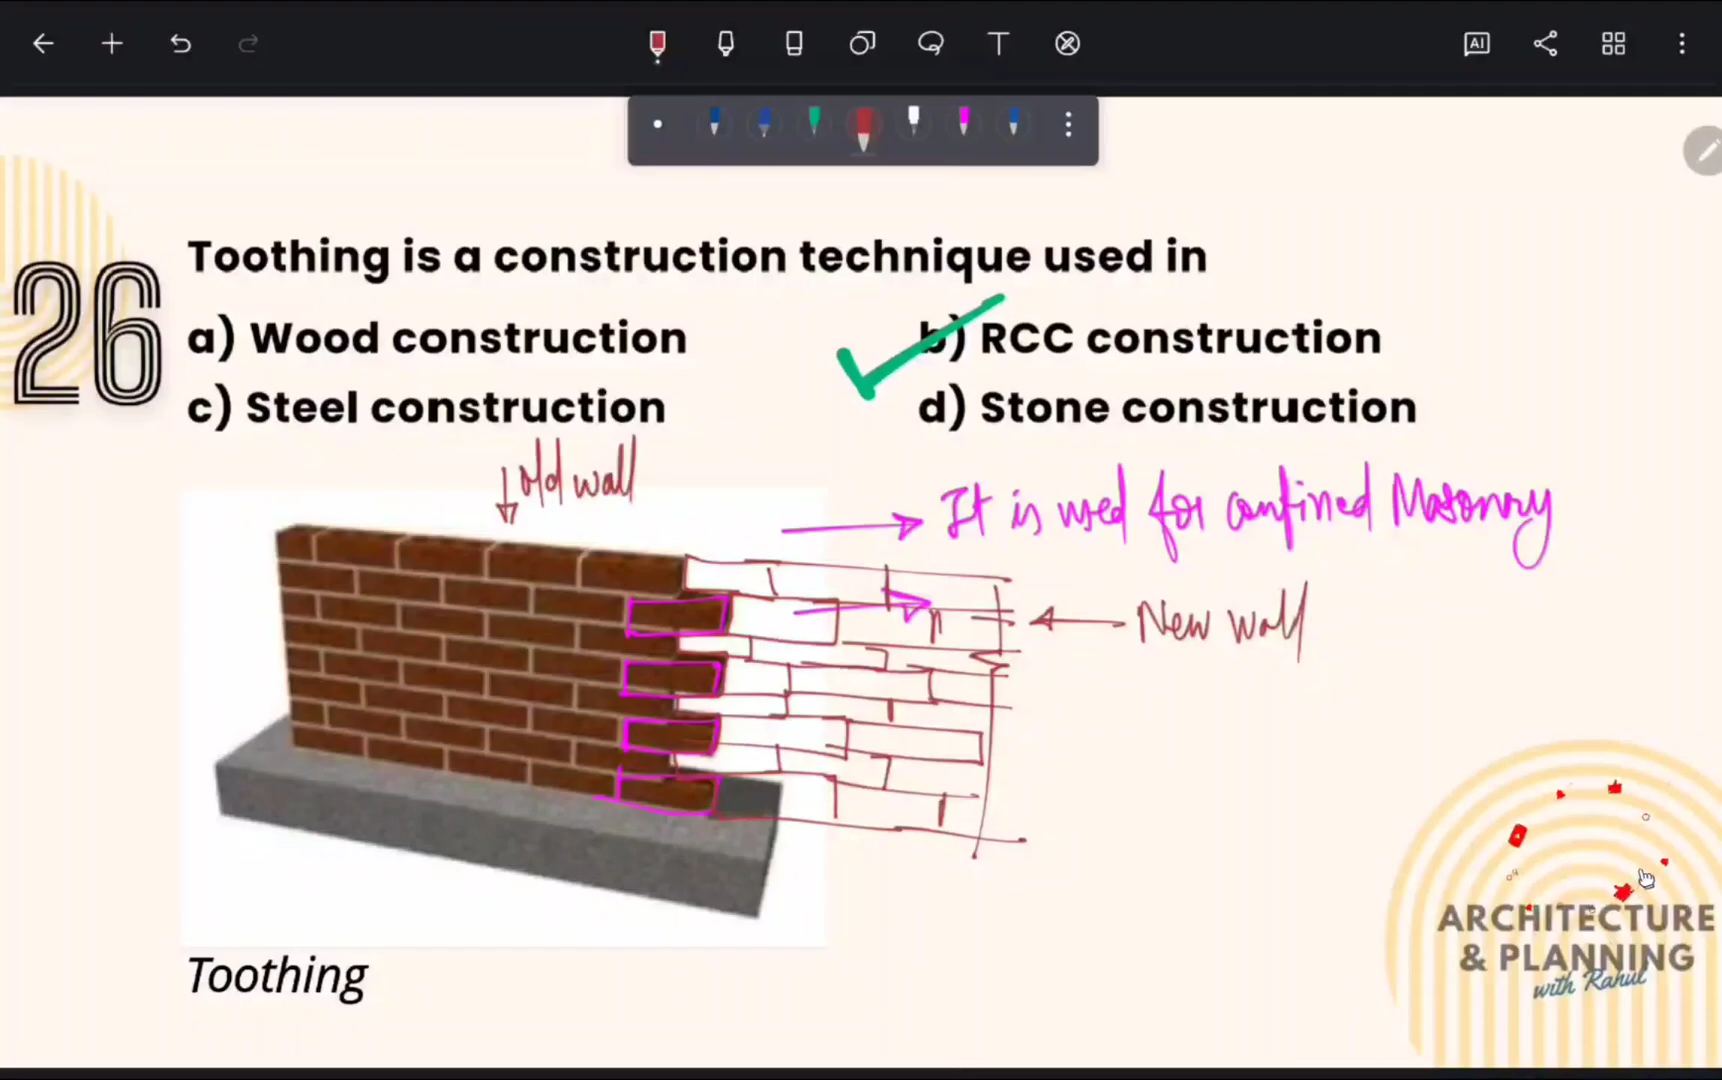 AI
26
Toothing is a construction technique used in
a) Wood construction
b) RCC construction
c) Steel construction
d) Stone construction
old wall
It is used for confined Masonry
New wall
Toothing
ARCHITECTURE
& PLANNING
with Rahul